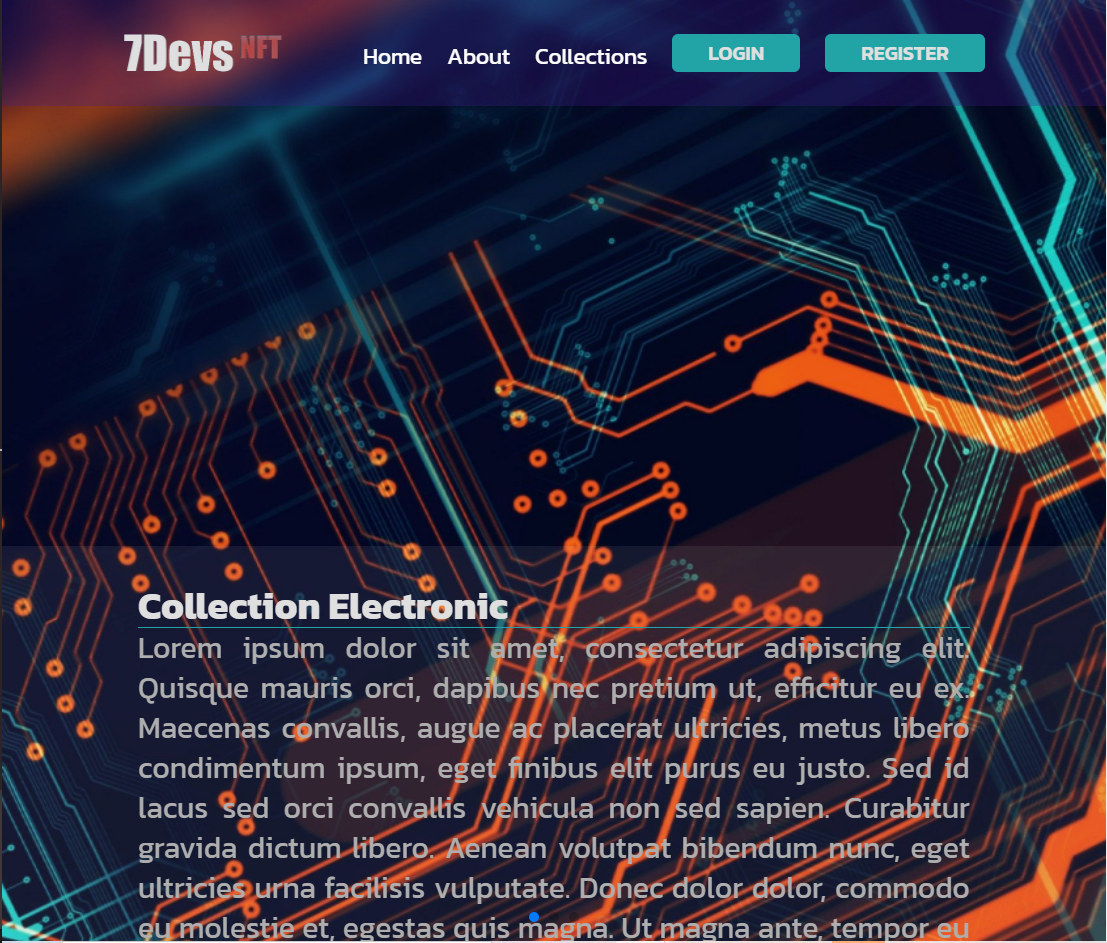 7Devs NFT
Home About Collections LOGIN REGISTER
Collection Electronic
Lorem ipsum dolor sit amet, consectetur adipiscing elit.
Quisque mauris orci, dapibus nec pretium ut, efficitur eu ex.
Maecenas convallis, augue ac placerat ultricies, metus libero
condimentum ipsum, eget finibus elit purus eu justo. Sed id
lacus sed orci convallis vehicula non sed sapien. Curabitur
gravida dictum libero. Aenean volutpat bibendum nunc, eget
ultricies urna facilisis vulputate. Donec dolor dolor, commodo
eu molestie et, egestas quis magna. Ut magna ante, tempor eu